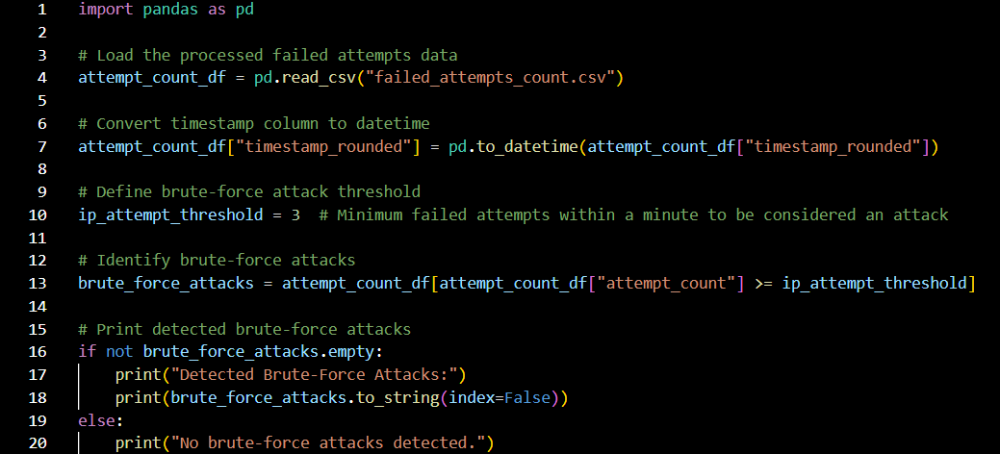 1 import pandas as pd
2
3 # Load the processed failed attempts data
4 attempt_count_df = pd.read_csv("failed_attempts_count.csv")
5
6 # Convert timestamp column to datetime
7 attempt_count_df["timestamp_rounded"] = pd.to_datetime(attempt_count_df["timestamp_rounded"])
8
9 # Define brute-force attack threshold
10 ip_attempt_threshold = 3  # Minimum failed attempts within a minute to be considered an attack
11
12 # Identify brute-force attacks
13 brute_force_attacks = attempt_count_df[attempt_count_df["attempt_count"] >= ip_attempt_threshold]
14
15 # Print detected brute-force attacks
16 if not brute_force_attacks.empty:
17     print("Detected Brute-Force Attacks:")
18     print(brute_force_attacks.to_string(index=False))
19 else:
20     print("No brute-force attacks detected.")